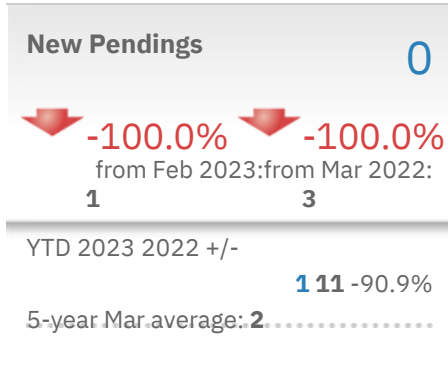 New Pendings 0
-100.0% -100.0%
from Feb 2023: from Mar 2022:
1 3
YTD 2023 2022 +/-
1 11 -90.9%
5-year Mar average: 2